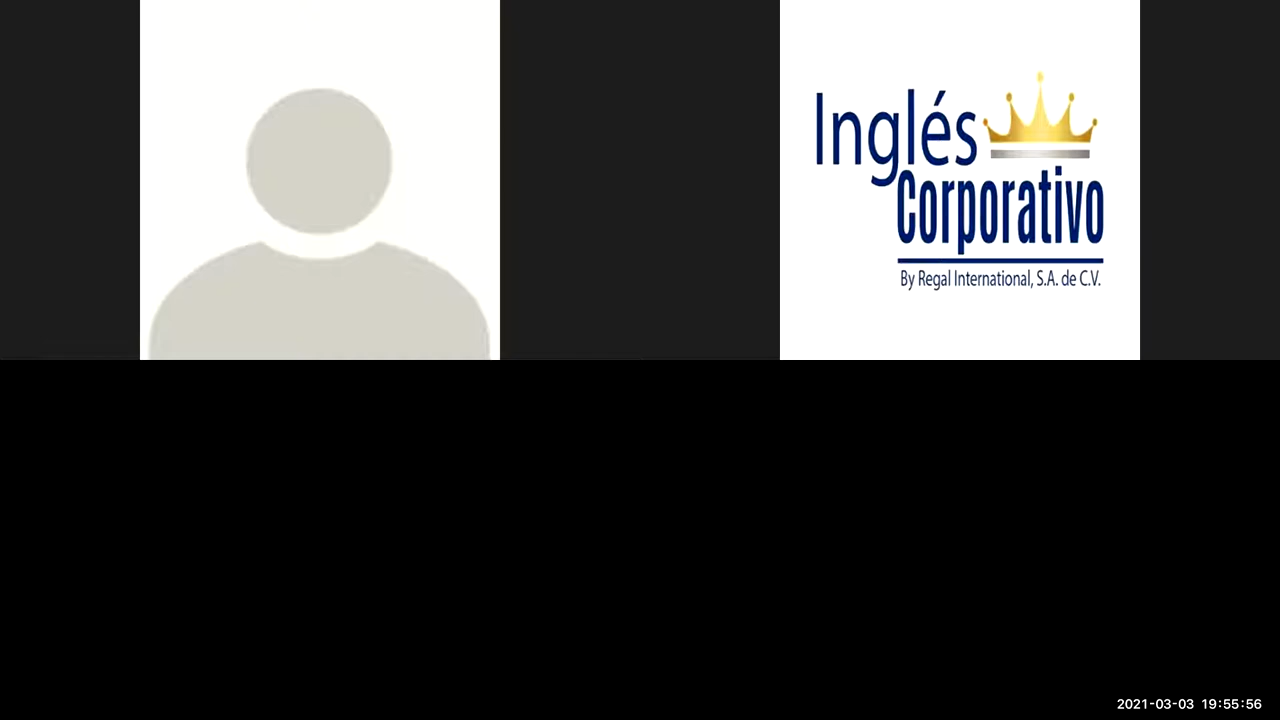 Inglés
Corporativo
By Regal International, S.A. de C.V.
2021-03-03 19:55:56